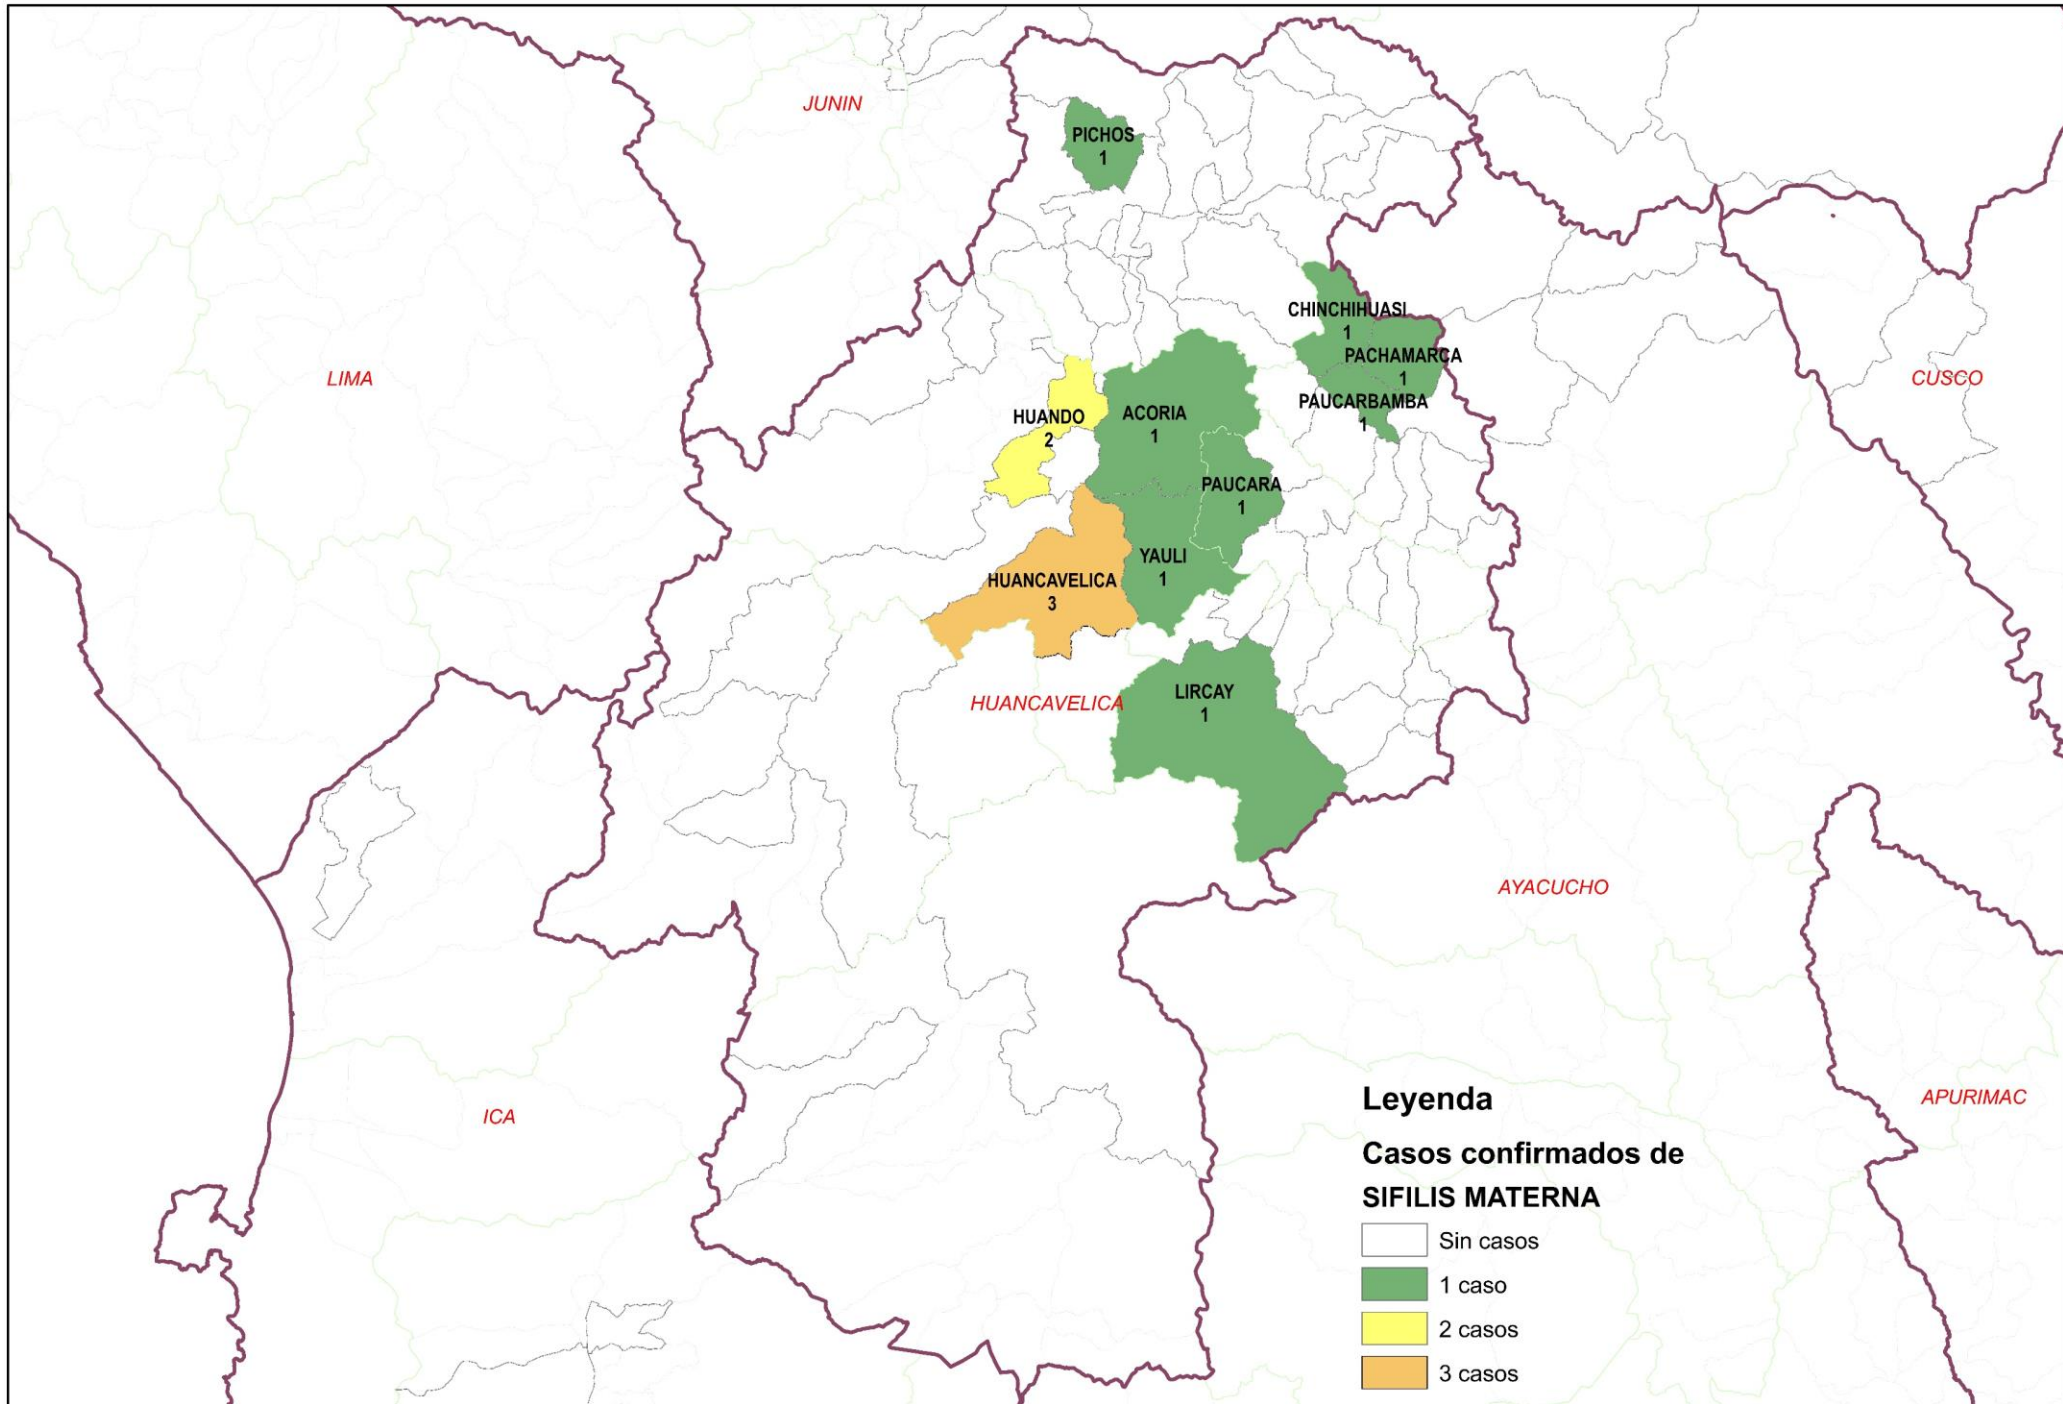 JUNIN
PICHOS
1
CHINCHIHUASI
1
PACHAMARCA
1
PAUCARBAMBA
1
LIMA
CUSCO
HUANDO
2
ACORIA
1
PAUCARA
1
YAULI
1
HUANCAVELICA
3
LIRCAY
1
HUANCAVELICA
AYACUCHO
ICA
APURIMAC
Leyenda
Casos confirmados de
SIFILIS MATERNA
Sin casos
1 caso
2 casos
3 casos